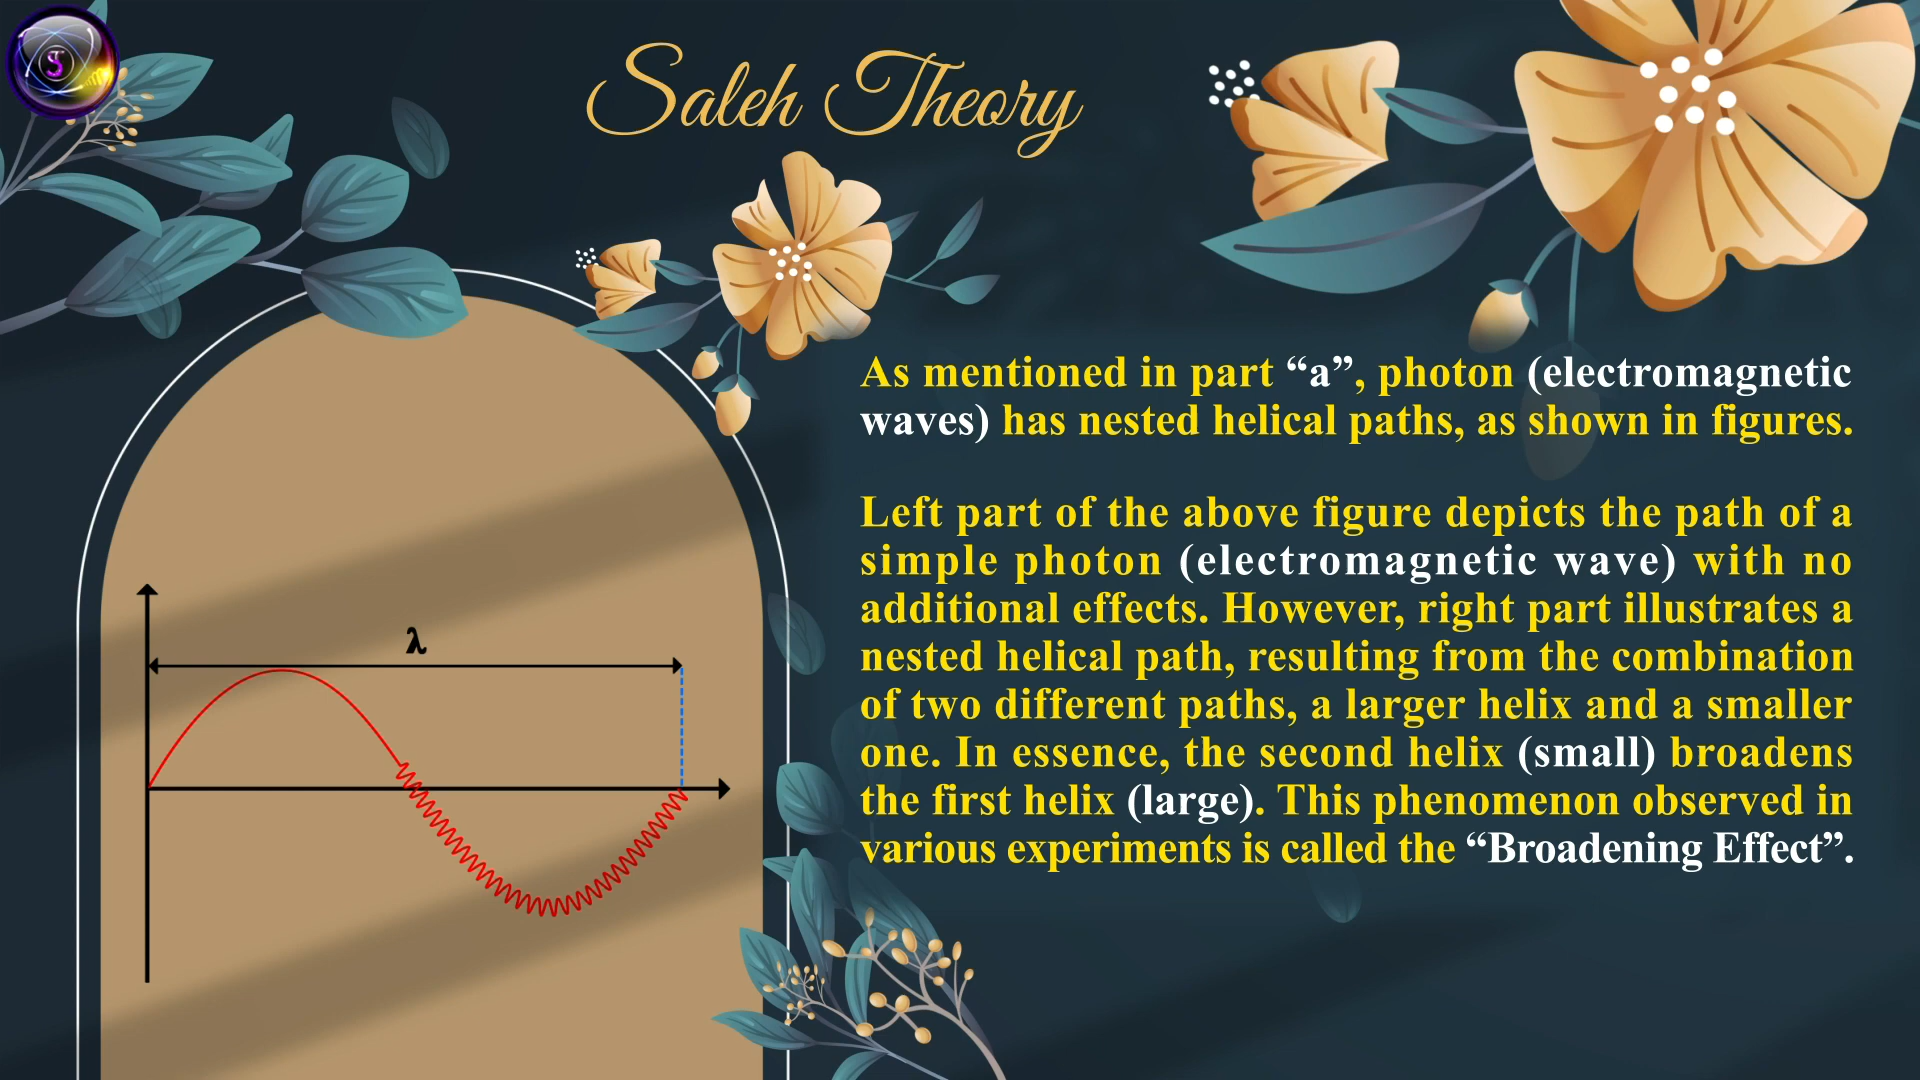 S
Saleh Theory
As mentioned in part “a”, photon (electromagnetic
waves) has nested helical paths, as shown in figures.
Left part of the above figure depicts the path of a
simple photon (electromagnetic wave) with no
additional effects. However, right part illustrates a
nested helical path, resulting from the combination
of two different paths, a larger helix and a smaller
one. In essence, the second helix (small) broadens
the first helix (large). This phenomenon observed in
various experiments is called the “Broadening Effect”.
λ